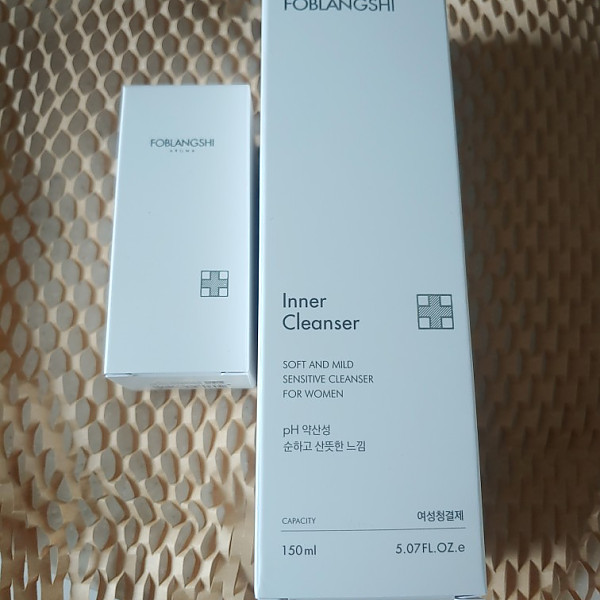 FOBLANGSHI
AROMA
FOBLANGSHI
Inner
Cleanser
SOFT AND MILD
SENSITIVE CLEANSER
FOR WOMEN
pH 약산성
순하고 산뜻한 느낌
CAPACITY
여성청결제
150ml
5.07FL.OZ.e